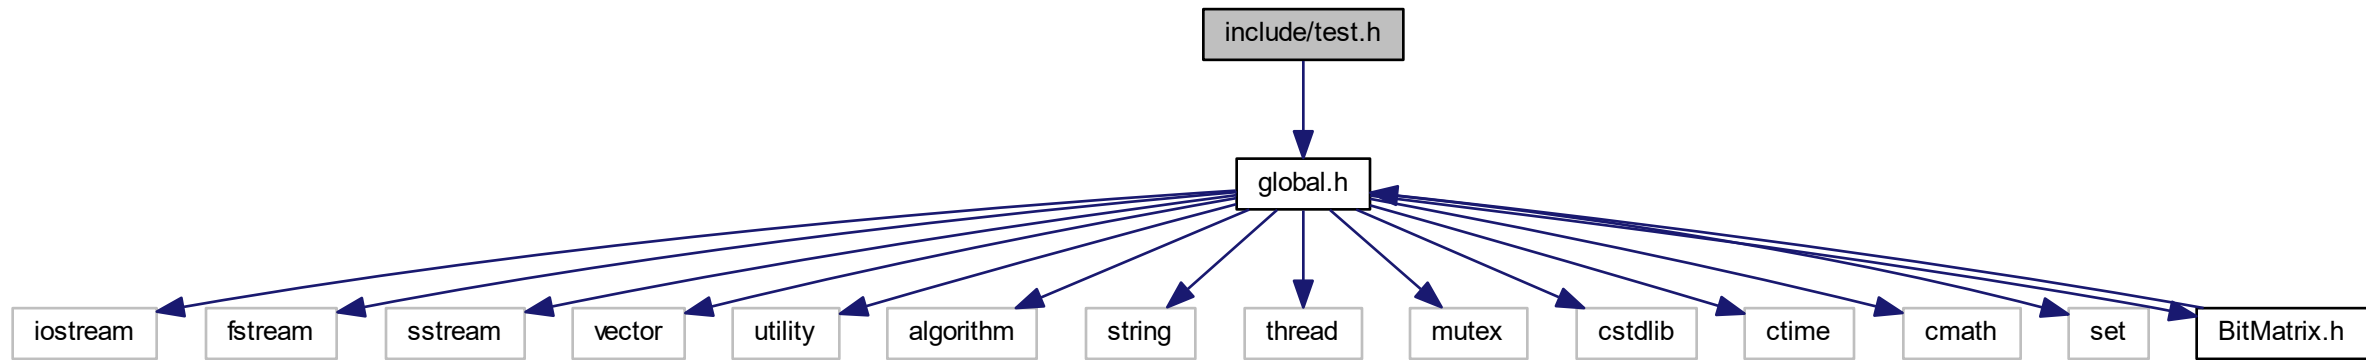 include/test.h
global.h
iostream
fstream
sstream
vector
utility
algorithm
string
thread
mutex
cstdlib
ctime
cmath
set
BitMatrix.h